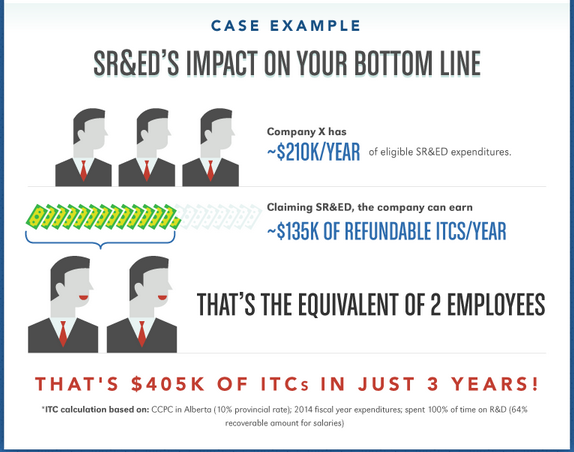 CASE EXAMPLE
SR&ED'S IMPACT ON YOUR BOTTOM LINE
Company X has
~$210K/YEAR of eligible SR&ED expenditures.
Claiming SR&ED, the company can earn
~$135K OF REFUNDABLE ITCS/YEAR
THAT'S THE EQUIVALENT OF 2 EMPLOYEES
THAT'S $405K OF ITCs IN JUST 3 YEARS!
*ITC calculation based on: CCPC in Alberta (10% provincial rate); 2014 fiscal year expenditures; spent 100% of time on R&D (64%
recoverable amount for salaries)